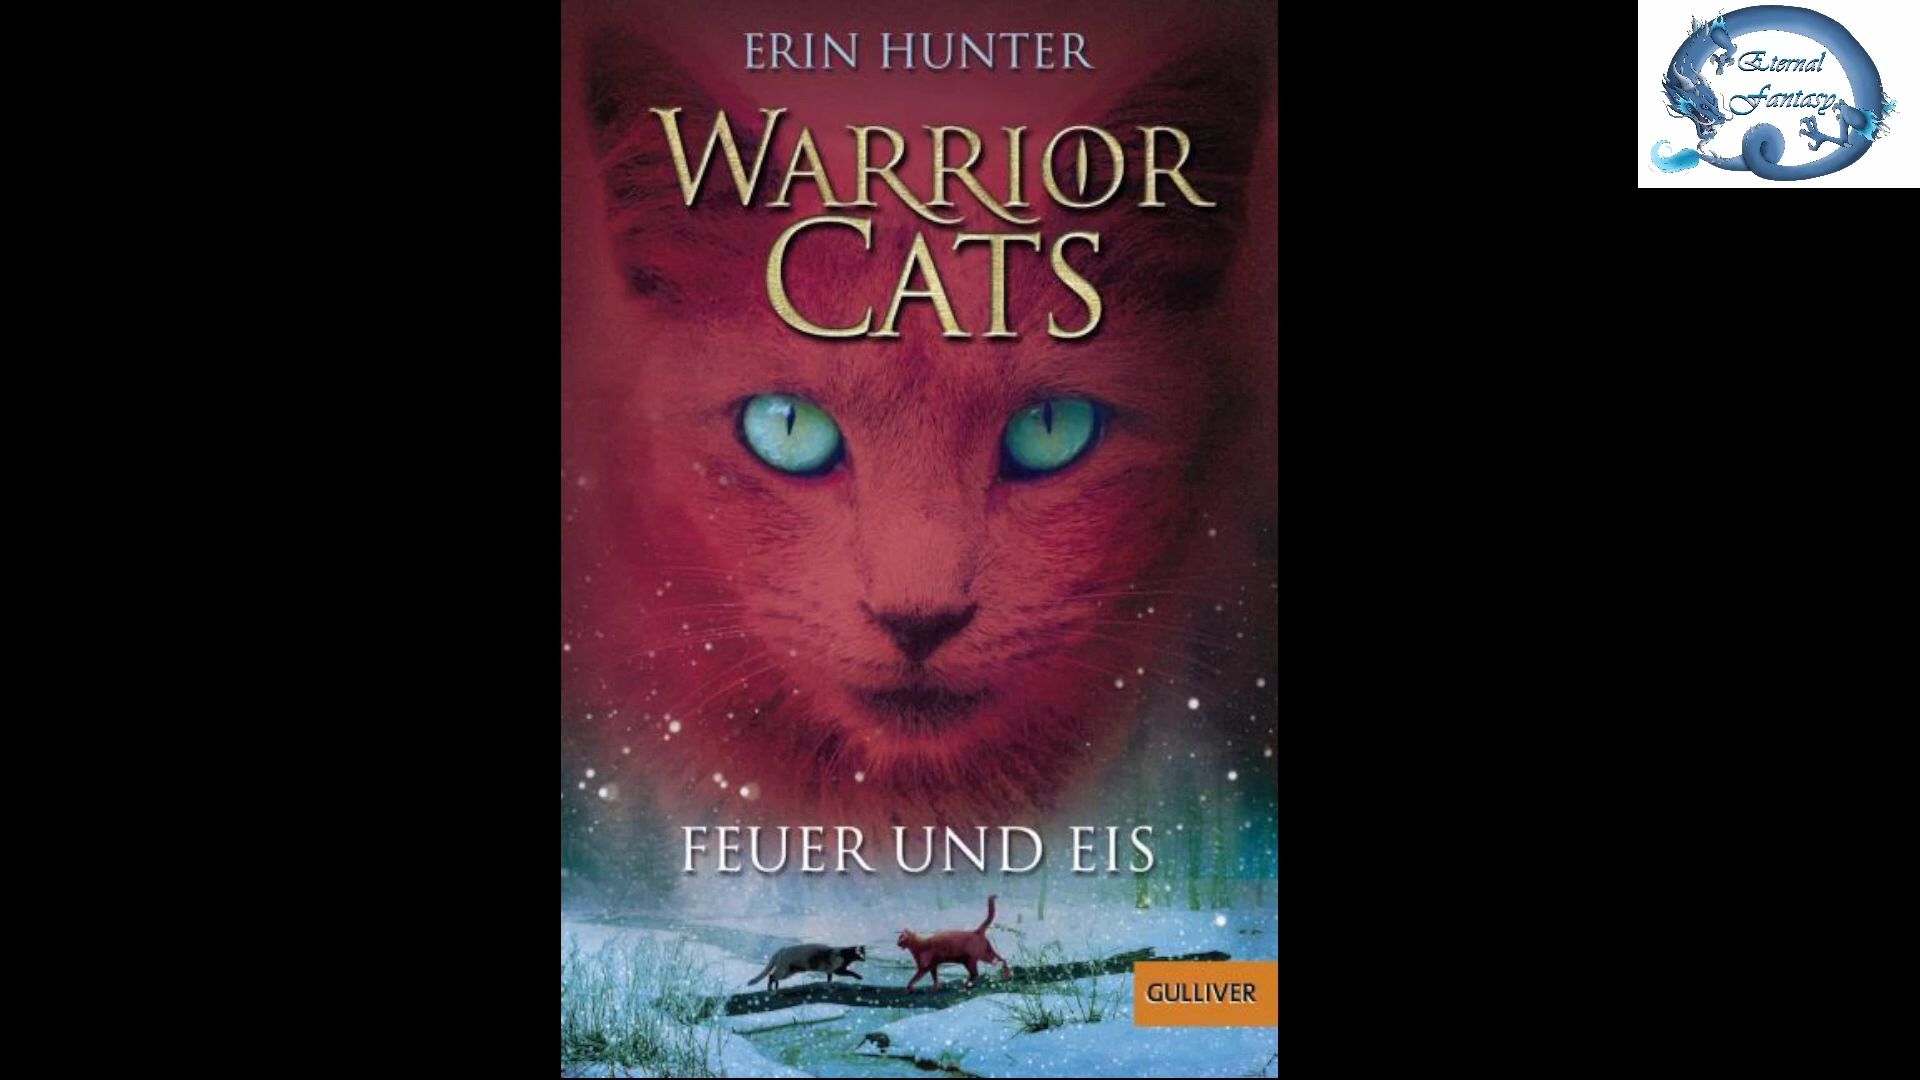 ERIN HUNTER
WARRIOR
CATS
FEUER UND EIS
GULLIVER
Eternal
Fantasy